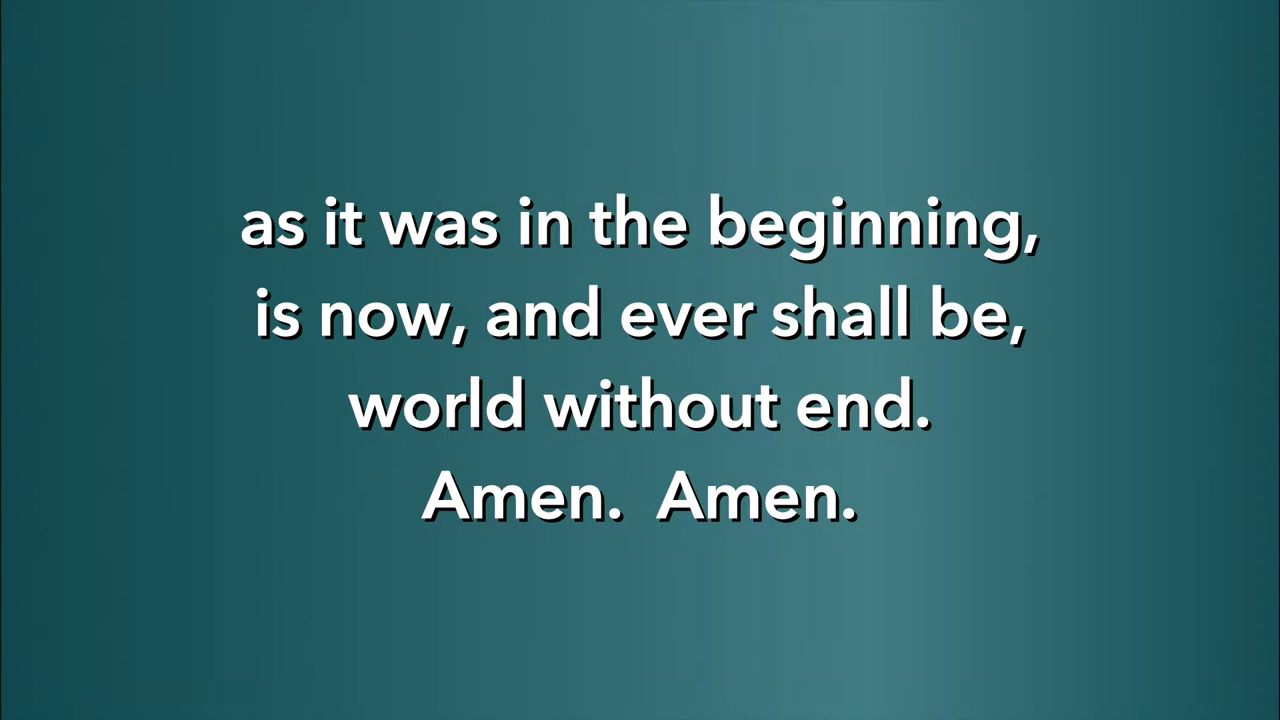 as it was in the beginning,
is now, and ever shall be,
world without end.
Amen.  Amen.